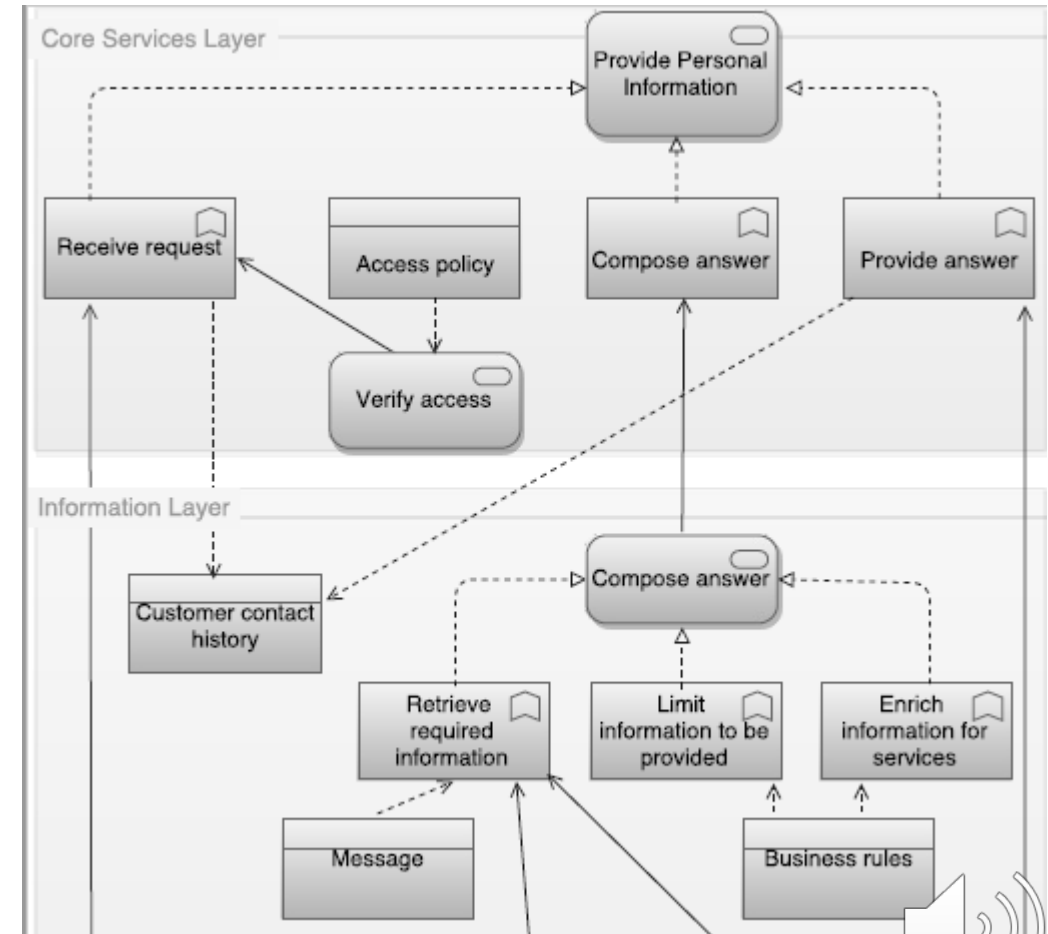 Core Services Layer
Provide Personal
Information
Receive request
Access policy
Compose answer
Provide answer
Verify access
Information Layer
Compose answer
Customer contact
history
Retrieve
required
information
Limit
information to be
provided
Enrich
information for
services
Message
Business rules